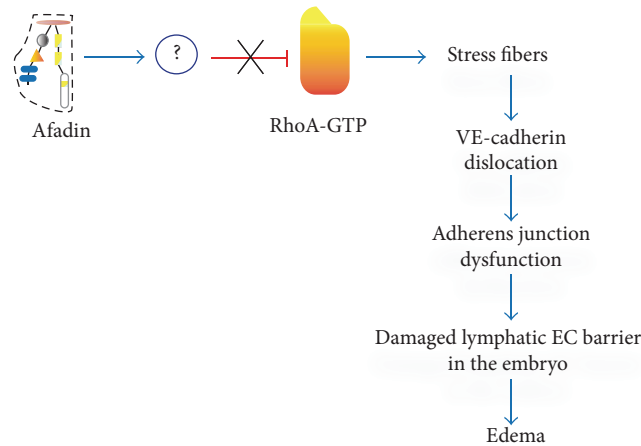 ?
Afadin
RhoA-GTP
Stress fibers
VE-cadherin
dislocation
Adherens junction
dysfunction
Damaged lymphatic EC barrier
in the embryo
Edema